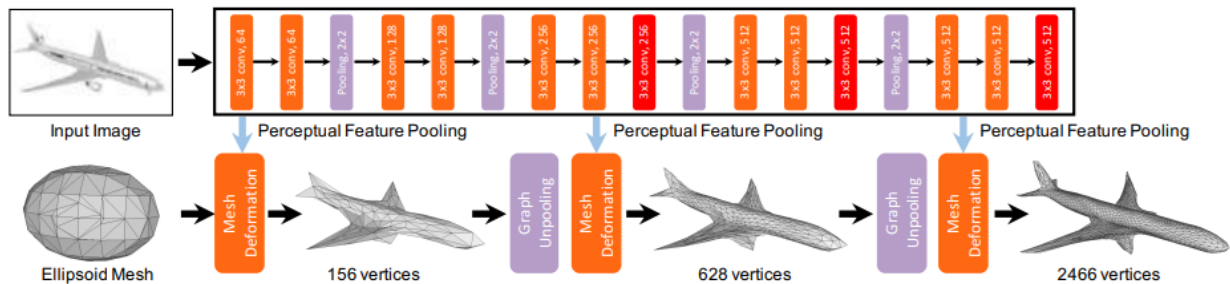 3x3 conv, 64
3x3 conv, 64
Pooling, 2x2
3x3 conv, 128
3x3 conv, 128
Pooling, 2x2
3x3 conv, 256
3x3 conv, 256
3x3 conv, 256
Pooling, 2x2
3x3 conv, 512
3x3 conv, 512
3x3 conv, 512
Pooling, 2x2
3x3 conv, 512
3x3 conv, 512
3x3 conv, 512
Input Image
Perceptual Feature Pooling
Perceptual Feature Pooling
Perceptual Feature Pooling
Mesh
Deformation
Graph
Unpooling
Mesh
Deformation
Graph
Unpooling
Mesh
Deformation
Ellipsoid Mesh
156 vertices
628 vertices
2466 vertices